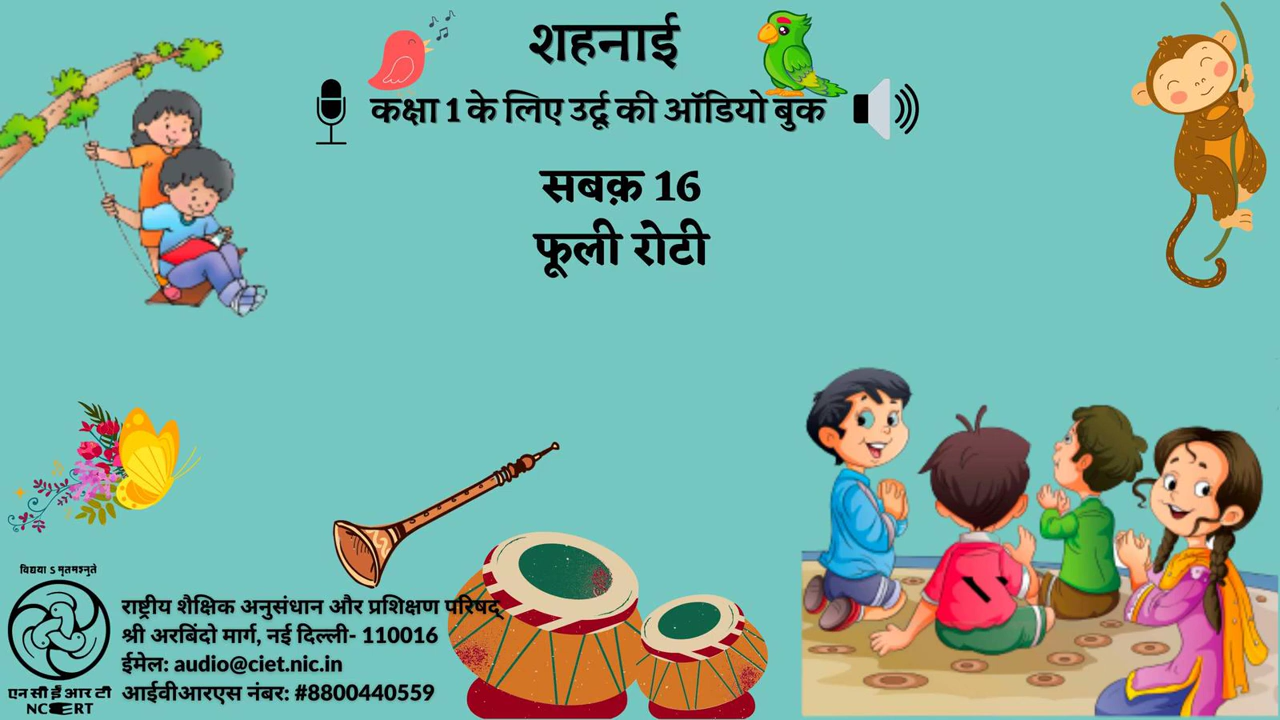 शहनाई
कक्षा 1 के लिए उर्दू की ऑडियो बुक
सबक़ 16
फूली रोटी
विद्यया ऽ मृतमश्नुते
एन सी ई आर टी
NCERT
राष्ट्रीय शैक्षिक अनुसंधान और प्रशिक्षण परिषद्
श्री अरबिंदो मार्ग, नई दिल्ली- 110016
ईमेल: audio@ciet.nic.in
आईवीआरएस नंबर: #8800440559